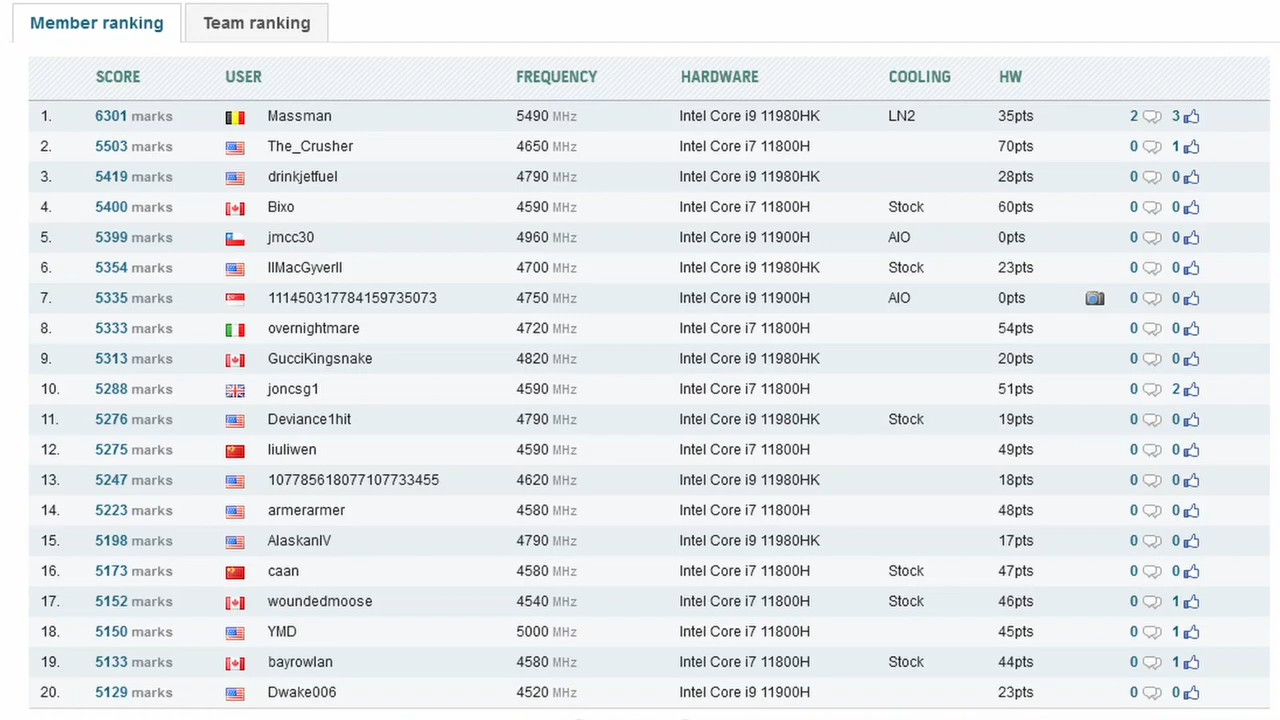 Member ranking Team ranking
SCORE USER FREQUENCY HARDWARE COOLING HW
1. 6301 marks Massman 5490 MHz Intel Core i9 11980HK LN2 35pts 2 3
2. 5503 marks The_Crusher 4650 MHz Intel Core i7 11800H 70pts 0 1
3. 5419 marks drinkjetfuel 4790 MHz Intel Core i9 11980HK 28pts 0 0
4. 5400 marks Bixo 4590 MHz Intel Core i7 11800H Stock 60pts 0 0
5. 5399 marks jmcc30 4960 MHz Intel Core i9 11900H AIO 0pts 0 0
6. 5354 marks IIMacGyverII 4700 MHz Intel Core i9 11980HK Stock 23pts 0 0
7. 5335 marks 111450317784159735073 4750 MHz Intel Core i9 11900H AIO 0pts 0 0
8. 5333 marks overnightmare 4720 MHz Intel Core i7 11800H 54pts 0 0
9. 5313 marks GucciKingsnake 4820 MHz Intel Core i9 11980HK 20pts 0 0
10. 5288 marks joncsg1 4590 MHz Intel Core i7 11800H 51pts 0 2
11. 5276 marks Deviance1hit 4790 MHz Intel Core i9 11980HK Stock 19pts 0 0
12. 5275 marks liuliwen 4590 MHz Intel Core i7 11800H 49pts 0 0
13. 5247 marks 107785618077107733455 4620 MHz Intel Core i9 11980HK 18pts 0 0
14. 5223 marks armerarmer 4580 MHz Intel Core i7 11800H 48pts 0 0
15. 5198 marks AlaskanIV 4790 MHz Intel Core i9 11980HK 17pts 0 0
16. 5173 marks caan 4580 MHz Intel Core i7 11800H Stock 47pts 0 0
17. 5152 marks woundedmoose 4540 MHz Intel Core i7 11800H Stock 46pts 0 1
18. 5150 marks YMD 5000 MHz Intel Core i7 11800H 45pts 0 1
19. 5133 marks bayrowlan 4580 MHz Intel Core i7 11800H Stock 44pts 0 1
20. 5129 marks Dwake006 4520 MHz Intel Core i9 11900H 23pts 0 0